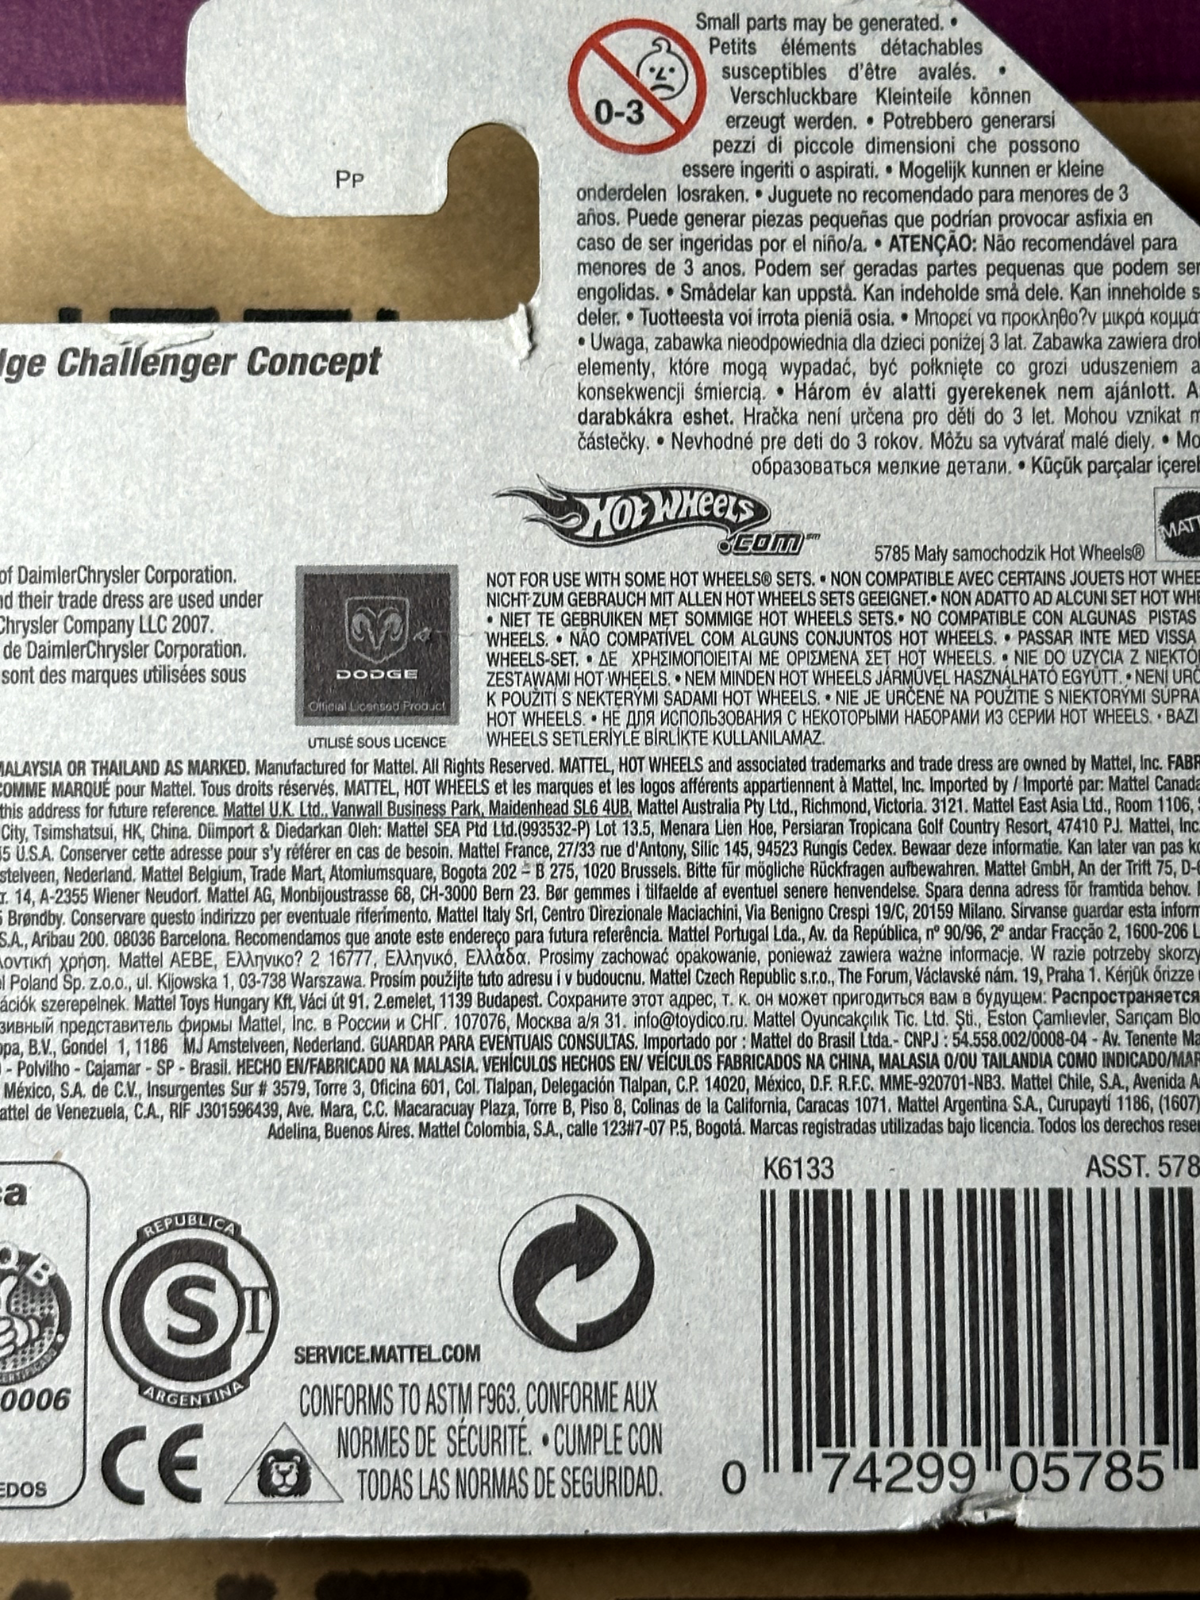 Small parts may be generated. •
Petits éléments détachables
susceptibles d'être avalés. •
Verschluckbare Kleinteile können
0-3
erzeugt werden. • Potrebbero generarsi
pezzi di piccole dimensioni che possono
essere ingeriti o aspirati. • Mogelijk kunnen er kleine
onderdelen losraken. • Juguete no recomendado para menores de 3
años. Puede generar piezas pequeñas que podrían provocar asfixia en
caso de ser ingeridas por el niño/a. • ATENÇÃO: Não recomendável para
menores de 3 anos. Podem ser geradas partes pequenas que podem ser
engolidas. • Smådelar kan uppstå. Kan indeholde små dele. Kan inneholde
deler. • Tuotteesta voi irrota pieniä osia. • Μπορεί να προκληθο?ν μικρά
• Uwaga, zabawka nieodpowiednia dla dzieci poniżej 3 lat. Zabawka zawiera
elementy, które mogą wypadać, być połknięte co grozi uduszeniem a
konsekwencji śmiercią. • Három év alatti gyerekenek nem ajánlott. A
darabkákra eshet. Hračka není určena pro děti do 3 let. Mohou vznikat
částečky. • Nevhodné pre deti do 3 rokov. Môžu sa vytvárať malé diely. •
образоваться мелкие детали. • Küçük parçalar
PP
dge Challenger Concept
HOT WHEELS
.COM℠
5785 Mały samochodzik Hot Wheels®
MATT
of DaimlerChrysler Corporation.
nd their trade dress are used under
Chrysler Company LLC 2007.
de DaimlerChrysler Corporation.
sont des marques utilisées sous
DODGE
Official Licensed Product
UTILISÉ SOUS LICENCE
NOT FOR USE WITH SOME HOT WHEELS® SETS. • NON COMPATIBLE AVEC CERTAINS JOUETS HOT WHEE
NICHT ZUM GEBRAUCH MIT ALLEN HOT WHEELS SETS GEEIGNET. • NON ADATTO AD ALCUNI SET HOT WHE
• NIET TE GEBRUIKEN MET SOMMIGE HOT WHEELS SETS. • NO COMPATIBLE CON ALGUNAS PISTAS
WHEELS. • NÃO COMPATÍVEL COM ALGUNS CONJUNTOS HOT WHEELS. • PASSAR INTE MED VISSA
WHEELS-SET. • ΔΕ ΧΡΗΣΙΜΟΠΟΙΕΙΤΑΙ ΜΕ ΟΡΙΣΜΕΝΑ ΣΕΤ HOT WHEELS. • NIE DO UŻYCIA Z NIEKTÓ
ZESTAWAMI HOT WHEELS. • NEM MINDEN HOT WHEELS JÁRMŰVEL HASZNÁLHATÓ EGYÜTT. • NENÍ URČ
K POUŽITÍ S NEKTERÝMI SADAMI HOT WHEELS. • NIE JE URČENÉ NA POUŽITIE S NIEKTORÝMI SÚPRA
HOT WHEELS. • НЕ ДЛЯ ИСПОЛЬЗОВАНИЯ С НЕКОТОРЫМИ НАБОРАМИ ИЗ СЕРИИ HOT WHEELS. • BAZI
WHEELS SETLERİYLE BİRLİKTE KULLANILAMAZ.
MALAYSIA OR THAILAND AS MARKED. Manufactured for Mattel. All Rights Reserved. MATTEL, HOT WHEELS and associated trademarks and trade dress are owned by Mattel, Inc. FABR
COMME MARQUÉ pour Mattel. Tous droits réservés. MATTEL, HOT WHEELS et les marques et les logos afférents appartiennent à Mattel, Inc. Imported by / Importé par: Mattel Canada
this address for future reference. Mattel U.K. Ltd., Vanwall Business Park, Maidenhead SL6 4UB. Mattel Australia Pty Ltd., Richmond, Victoria. 3121. Mattel East Asia Ltd., Room 1106,
City, Tsimshatsui, HK, China. Diimport & Diedarkan Oleh: Mattel SEA Ptd Ltd.(993532-P) Lot 13.5, Menara Lien Hoe, Persiaran Tropicana Golf Country Resort, 47410 PJ. Mattel, Inc
5 U.S.A. Conserver cette adresse pour s'y référer en cas de besoin. Mattel France, 27/33 rue d'Antony, Silic 145, 94523 Rungis Cedex. Bewaar deze informatie. Kan later van pas
stelveen, Nederland. Mattel Belgium, Trade Mart, Atomiumsquare, Bogota 202 - B 275, 1020 Brussels. Bitte für mögliche Rückfragen aufbewahren. Mattel GmbH, An der Trift 75, D-
tr. 14, A-2355 Wiener Neudorf. Mattel AG, Monbijoustrasse 68, CH-3000 Bern 23. Bør gemmes i tilfaelde af eventuel senere henvendelse. Spara denna adress för framtida behov.
Brøndby. Conservare questo indirizzo per eventuale riferimento. Mattel Italy Srl, Centro Direzionale Maciachini, Via Benigno Crespi 19/C, 20159 Milano. Sirvanse guardar esta inform
S.A., Aribau 200. 08036 Barcelona. Recomendamos que anote este endereço para futura referência. Mattel Portugal Lda., Av. da República, nº 90/96, 2º andar Fracção 2, 1600-206 L
λοντική χρήση. Mattel AEBE, Ελληνικο? 2 16777, Ελληνικό, Ελλάδα. Prosimy zachować opakowanie, ponieważ zawiera ważne informacje. W razie potrzeby skorzy
el Poland Sp. z.o.o., ul. Kijowska 1, 03-738 Warszawa. Prosím použijte tuto adresu i v budoucnu. Mattel Czech Republic s.r.o., The Forum, Václavské nám. 19, Praha 1. Kérjük őrizze
ációk szerepelnek. Mattel Toys Hungary Kft, Váci út 91. 2.emelet, 1139 Budapest. Сохраните этот адрес, т. к. он может пригодиться вам в будущем: Распространяется
зивный представитель фирмы Mattel, Inc. в России и СНГ. 107076, Москва а/я 31. info@toydico.ru. Mattel Oyuncakçılık Tic. Ltd. Şti., Eston Çamlıevler, Sarıçam Blo
opa, B.V., Gondel 1, 1186 MJ Amstelveen, Nederland. GUARDAR PARA EVENTUAIS CONSULTAS. Importado por : Mattel do Brasil Ltda.- CNPJ : 54.558.002/0008-04 - Av. Tenente Ma
- Polvilho - Cajamar - SP - Brasil. HECHO EN/FABRICADO NA MALASIA. VEHÍCULOS HECHOS EN/ VEÍCULOS FABRICADOS NA CHINA, MALASIA O/OU TAILANDIA COMO INDICADO/MAR
México, S.A. de C.V., Insurgentes Sur # 3579, Torre 3, Oficina 601, Col. Tlalpan, Delegación Tlalpan, C.P. 14020, México, D.F. R.F.C. MME-920701-NB3. Mattel Chile, S.A., Avenida A
attel de Venezuela, C.A., RIF J301596439, Ave. Mara, C.C. Macaracuay Plaza, Torre B, Piso 8, Colinas de la California, Caracas 1071. Mattel Argentina S.A., Curupaytí 1186, (1607)
Adelina, Buenos Aires. Mattel Colombia, S.A., calle 123#7-07 P.5, Bogotá. Marcas registradas utilizadas bajo licencia. Todos los derechos reser
K6133
ASST. 578
ça
QB
0006
EDOS
REPUBLICA
S T
ARGENTINA
CE
SERVICE.MATTEL.COM
CONFORMS TO ASTM F963. CONFORME AUX
NORMES DE SÉCURITÉ. • CUMPLE CON
TODAS LAS NORMAS DE SEGURIDAD.
0 74299 05785